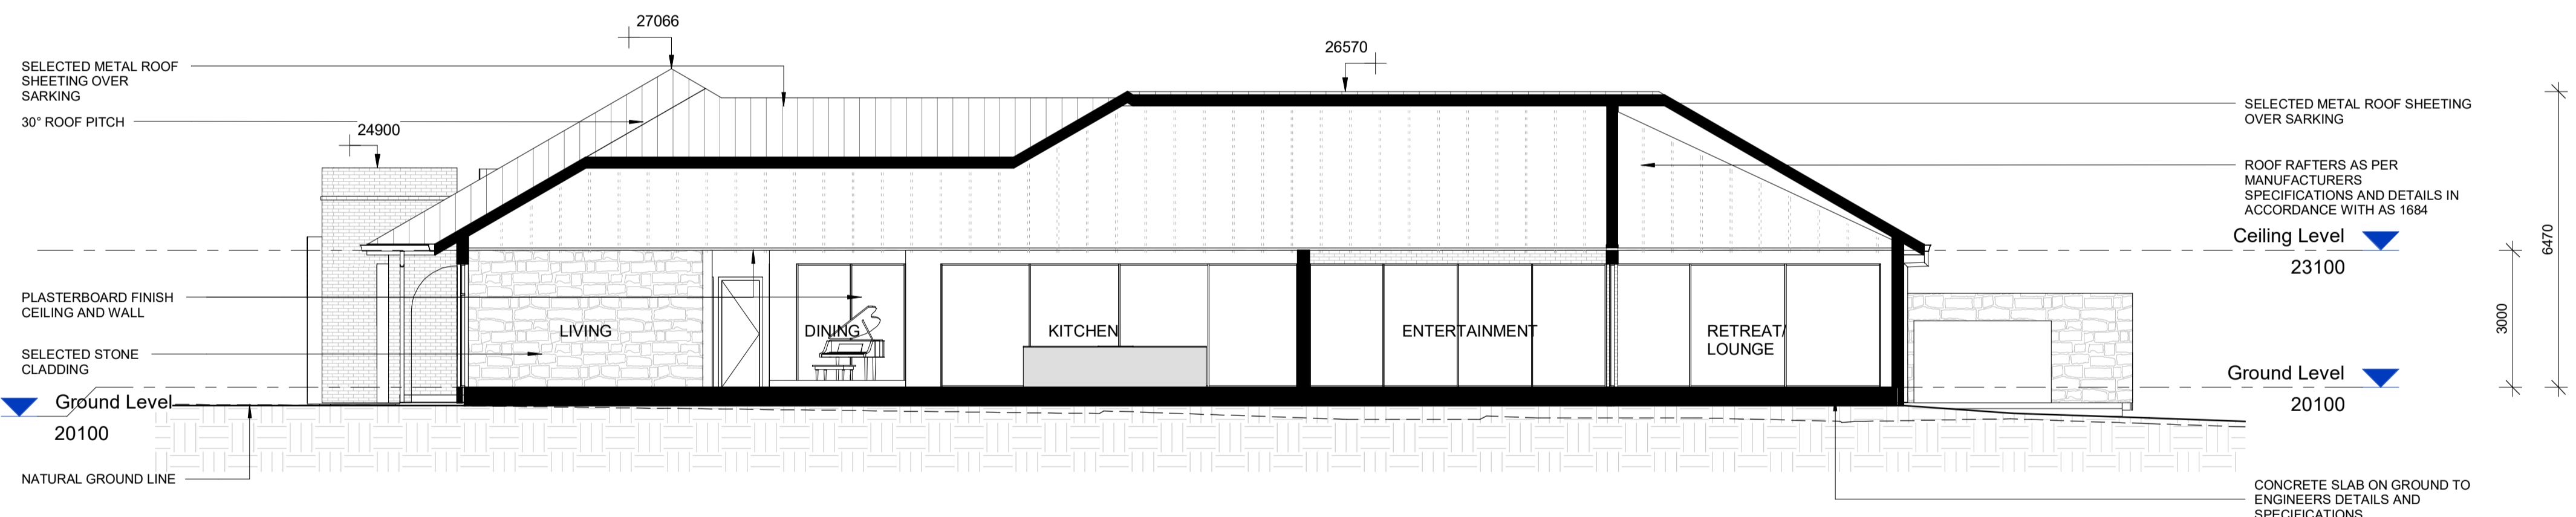 27066
26570
SELECTED METAL ROOF
SHEETING OVER
SARKING
30° ROOF PITCH
24900
SELECTED METAL ROOF SHEETING
OVER SARKING
ROOF RAFTERS AS PER
MANUFACTURERS
SPECIFICATIONS AND DETAILS IN
ACCORDANCE WITH AS 1684
Ceiling Level
23100
6470
3000
PLASTERBOARD FINISH
CEILING AND WALL
SELECTED STONE
CLADDING
LIVING
DINING
KITCHEN
ENTERTAINMENT
RETREAT/
LOUNGE
Ground Level
20100
Ground Level
20100
NATURAL GROUND LINE
CONCRETE SLAB ON GROUND TO
ENGINEERS DETAILS AND
SPECIFICATIONS